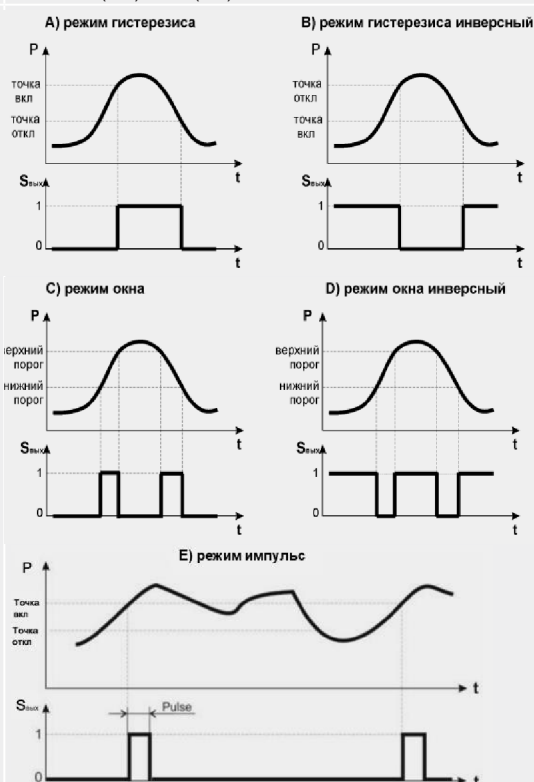 A) режим гистерезиса
P
точка
вкл
точка
откл
t
Sвых
1
0
t
B) режим гистерезиса инверсный
P
точка
откл
точка
вкл
t
Sвых
1
0
t
C) режим окна
P
верхний
порог
нижний
порог
t
Sвых
1
0
t
D) режим окна инверсный
P
верхний
порог
нижний
порог
t
Sвых
1
0
t
E) режим импульс
P
Точка
вкл
Точка
откл
t
Sвых
Pulse
1
0
t